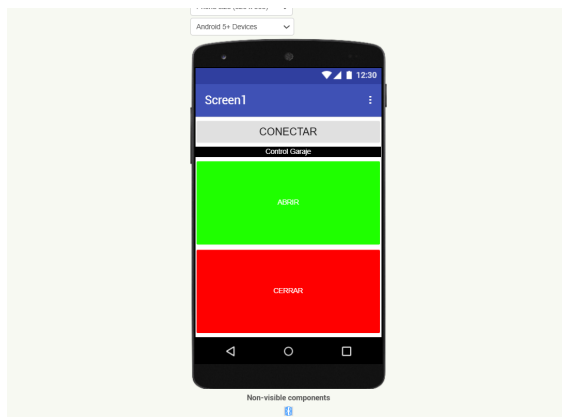 Android 5+ Devices
12:30
Screen1
CONECTAR
Control Garaje
ABRIR
CERRAR
Non-visible components